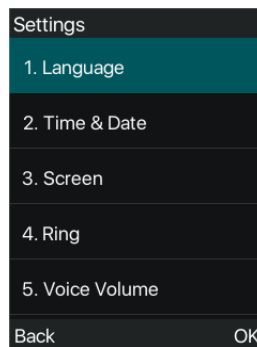 Settings
1. Language
2. Time & Date
3. Screen
4. Ring
5. Voice Volume
Back OK